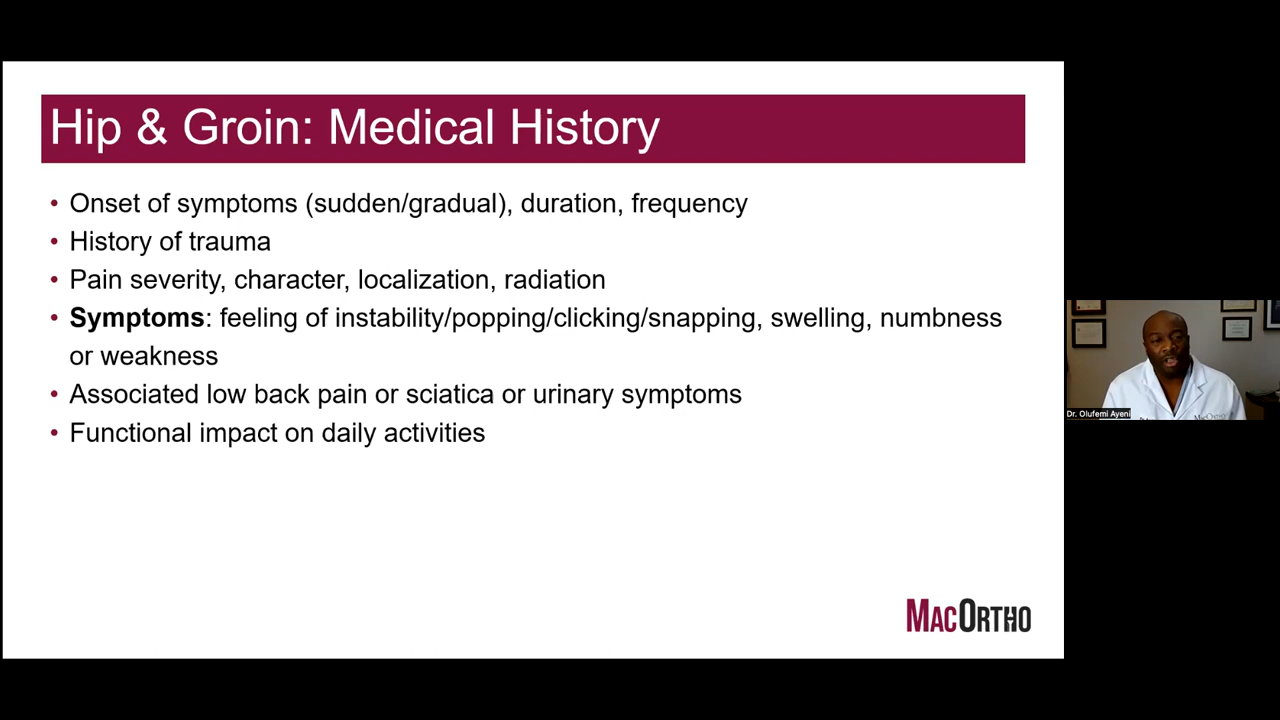 Hip & Groin: Medical History
• Onset of symptoms (sudden/gradual), duration, frequency
• History of trauma
• Pain severity, character, localization, radiation
• Symptoms: feeling of instability/popping/clicking/snapping, swelling, numbness
or weakness
• Associated low back pain or sciatica or urinary symptoms
• Functional impact on daily activities
MACORTHO
Dr. Olufemi Ayeni
MacOrtho